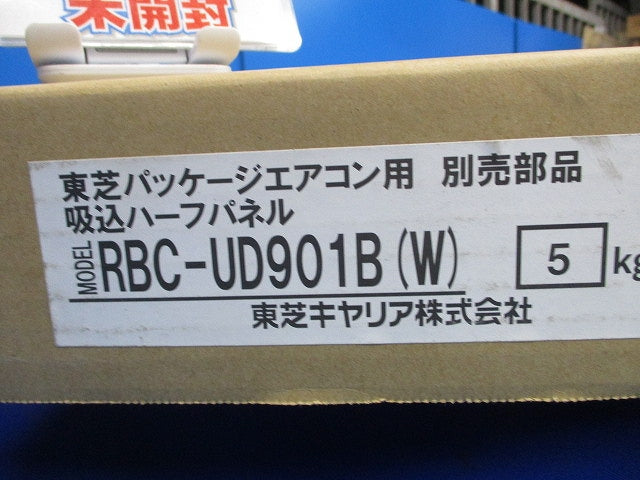 未開封
東芝パッケージエアコン用 別売部品
吸込ハーフパネル
MODEL RBC-UD901B(W)
5 kg
東芝キヤリア株式会社